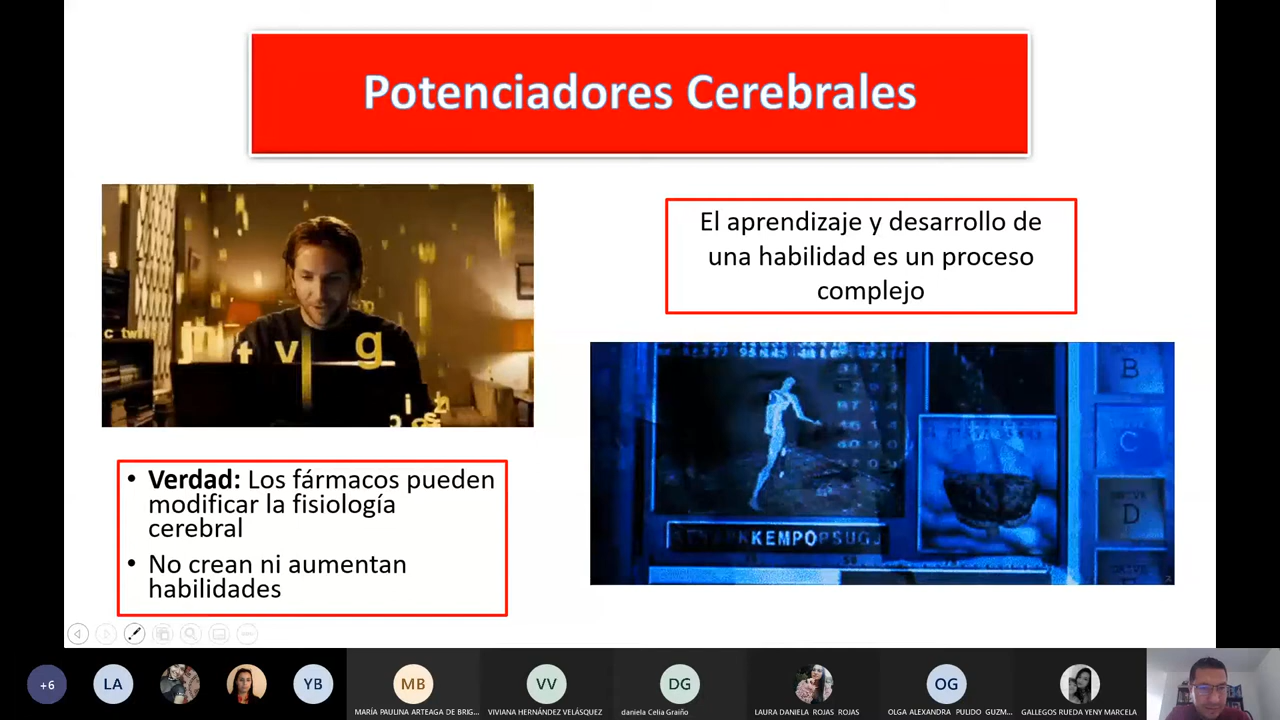 Potenciadores Cerebrales
El aprendizaje y desarrollo de
una habilidad es un proceso
complejo
c tw
t v g
B
C
D
KEMPO
• Verdad: Los fármacos pueden
modificar la fisiología
cerebral
• No crean ni aumentan
habilidades
+6
LA
YB
MB
VV
DG
OG
MARÍA PAULINA ARTEAGA DE BRIG...
VIVIANA HERNÁNDEZ VELÁSQUEZ
daniela Celia Graiño
LAURA DANIELA ROJAS ROJAS
OLGA ALEXANDRA PULIDO GUZM...
GALLEGOS RUEDA YENY MARCELA